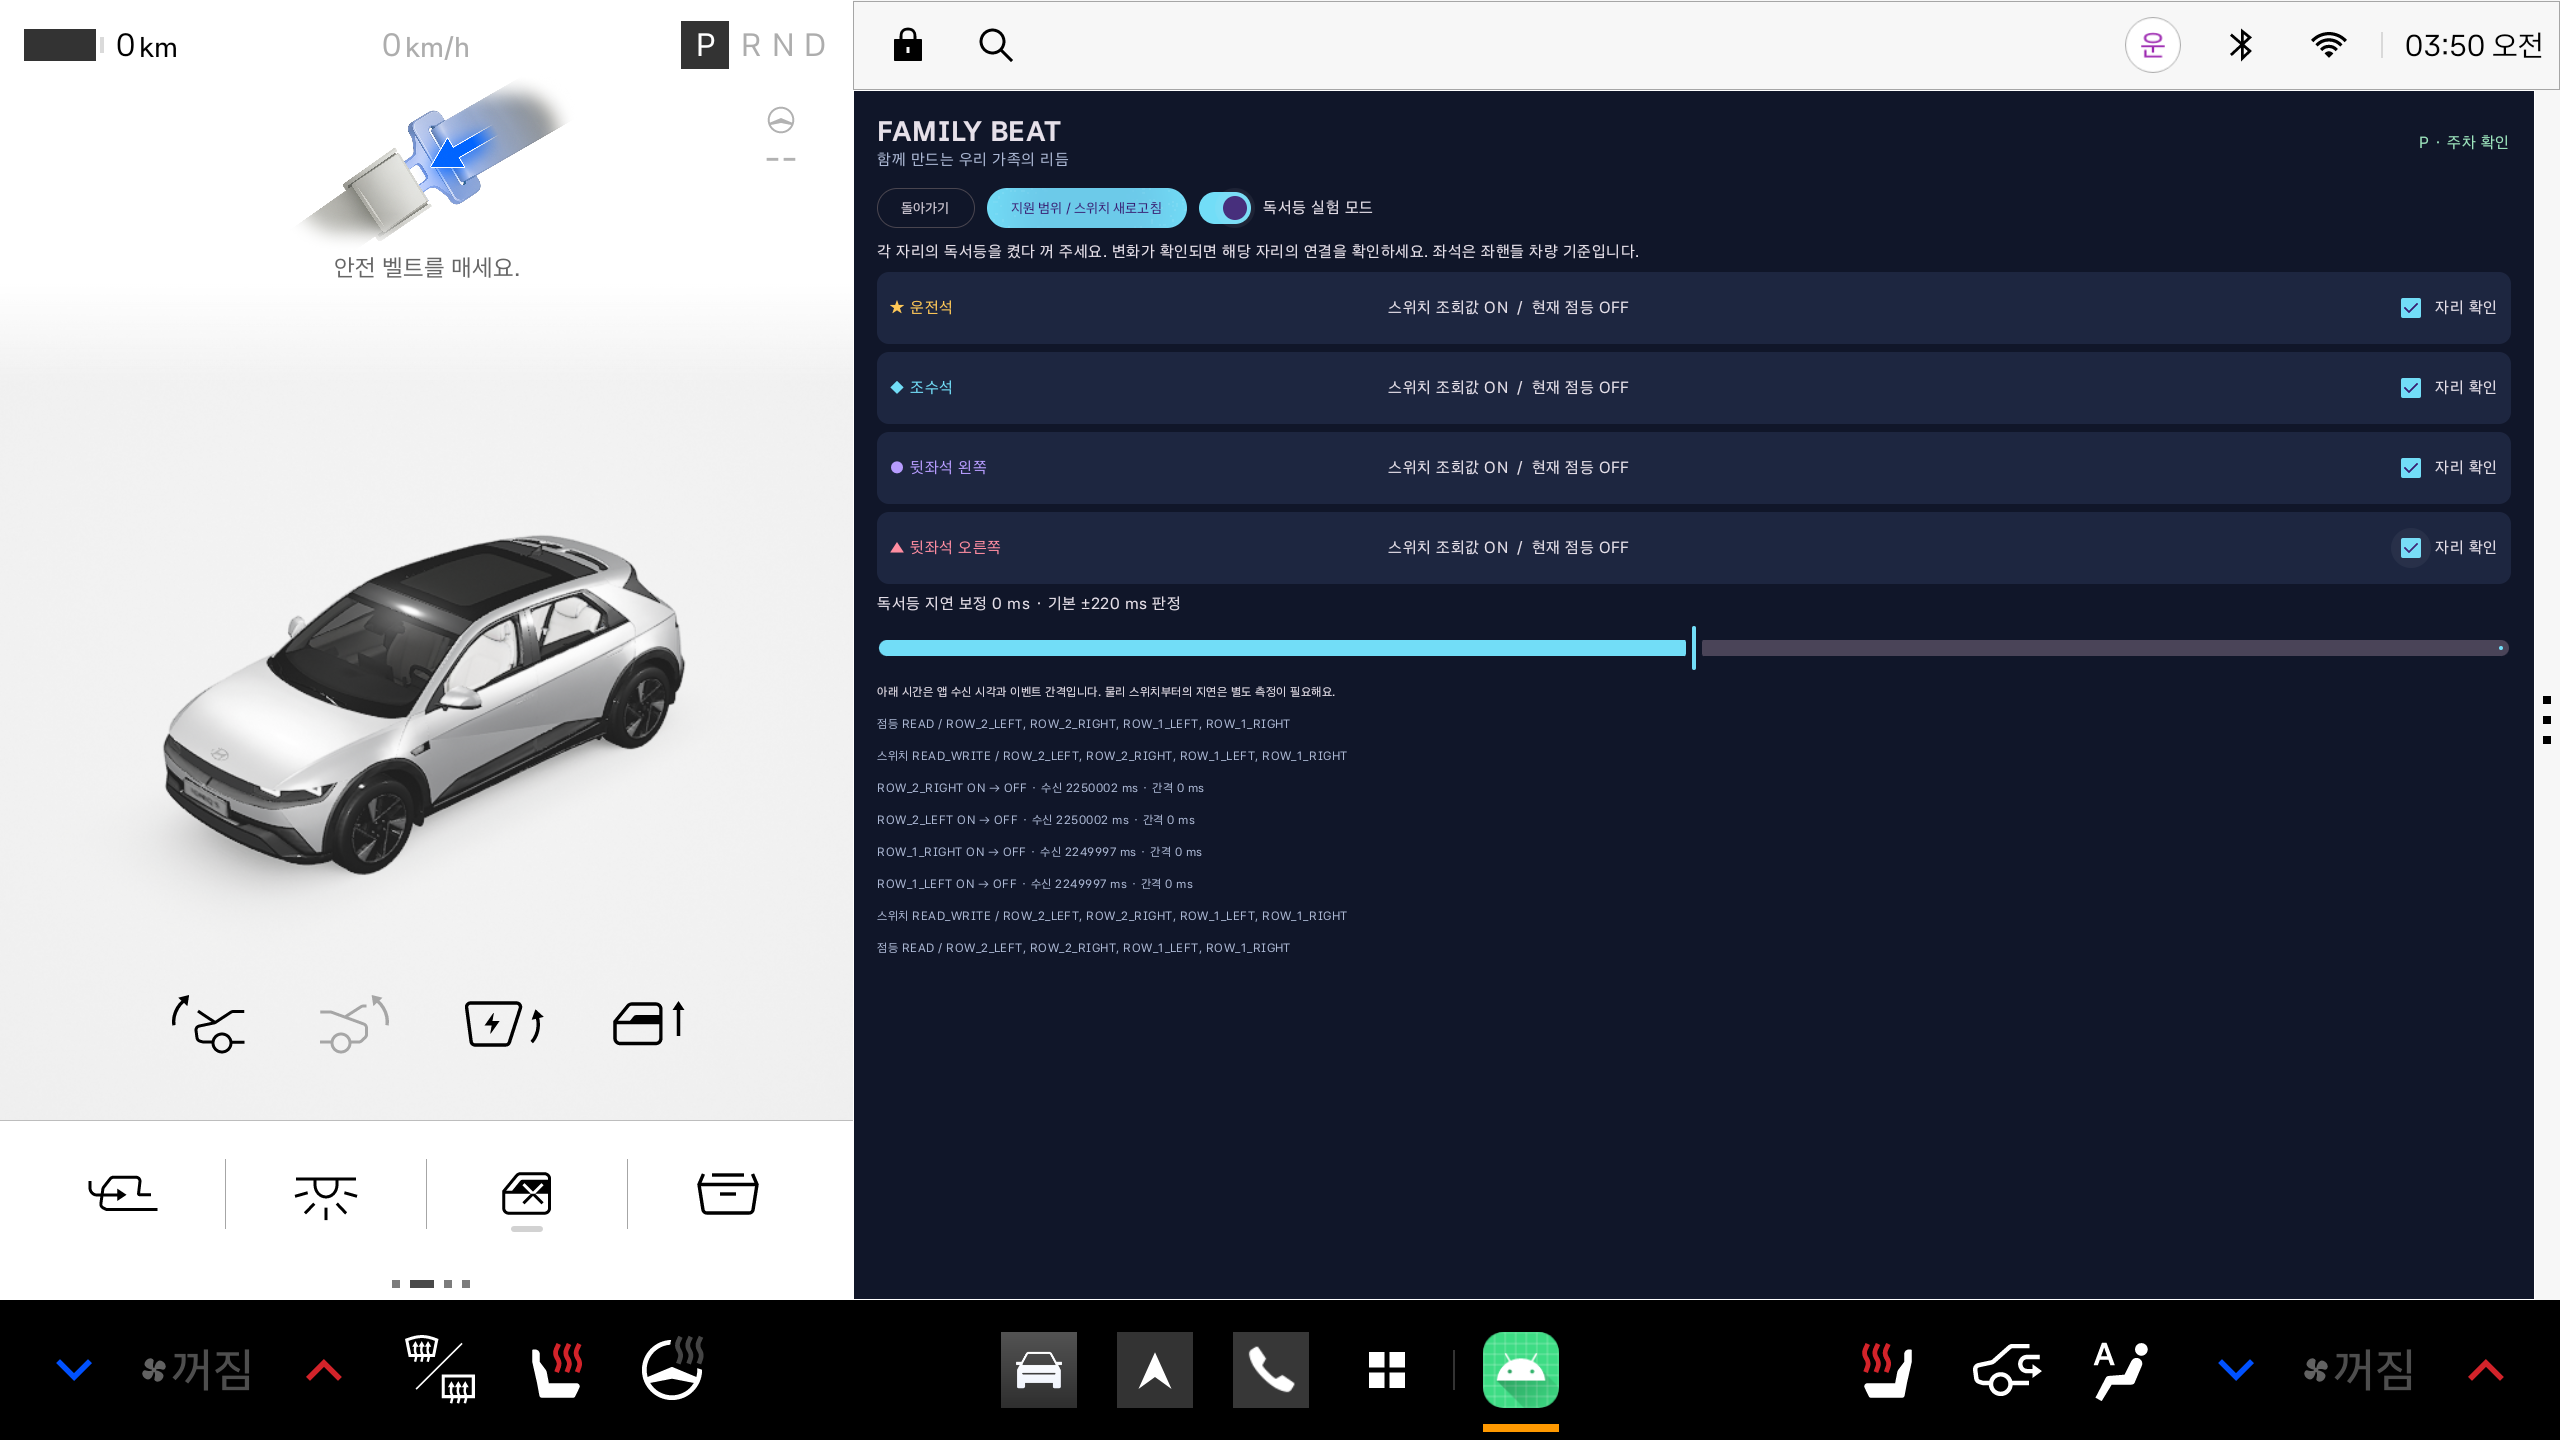 0 km
0 km/h
P R N D
안전 벨트를 매세요.
운
03:50 오전
FAMILY BEAT
함께 만드는 우리 가족의 리듬
P · 주차 확인
돌아가기
지원 범위 / 스위치 새로고침
독서등 실험 모드
각 자리의 독서등을 켰다 꺼 주세요. 변화가 확인되면 해당 자리의 연결을 확인하세요. 좌석은 좌핸들 차량 기준입니다.
★ 운전석 스위치 조회값 ON / 현재 점등 OFF 자리 확인
◆ 조수석 스위치 조회값 ON / 현재 점등 OFF 자리 확인
● 뒷좌석 왼쪽 스위치 조회값 ON / 현재 점등 OFF 자리 확인
▲ 뒷좌석 오른쪽 스위치 조회값 ON / 현재 점등 OFF 자리 확인
독서등 지연 보정 0 ms · 기본 ±220 ms 판정
아래 시간은 앱 수신 시각과 이벤트 간격입니다. 물리 스위치부터의 지연은 별도 측정이 필요해요.
점등 READ / ROW_2_LEFT, ROW_2_RIGHT, ROW_1_LEFT, ROW_1_RIGHT
스위치 READ_WRITE / ROW_2_LEFT, ROW_2_RIGHT, ROW_1_LEFT, ROW_1_RIGHT
ROW_2_RIGHT ON → OFF · 수신 2250002 ms · 간격 0 ms
ROW_2_LEFT ON → OFF · 수신 2250002 ms · 간격 0 ms
ROW_1_RIGHT ON → OFF · 수신 2249997 ms · 간격 0 ms
ROW_1_LEFT ON → OFF · 수신 2249997 ms · 간격 0 ms
스위치 READ_WRITE / ROW_2_LEFT, ROW_2_RIGHT, ROW_1_LEFT, ROW_1_RIGHT
점등 READ / ROW_2_LEFT, ROW_2_RIGHT, ROW_1_LEFT, ROW_1_RIGHT
꺼짐
A
꺼짐